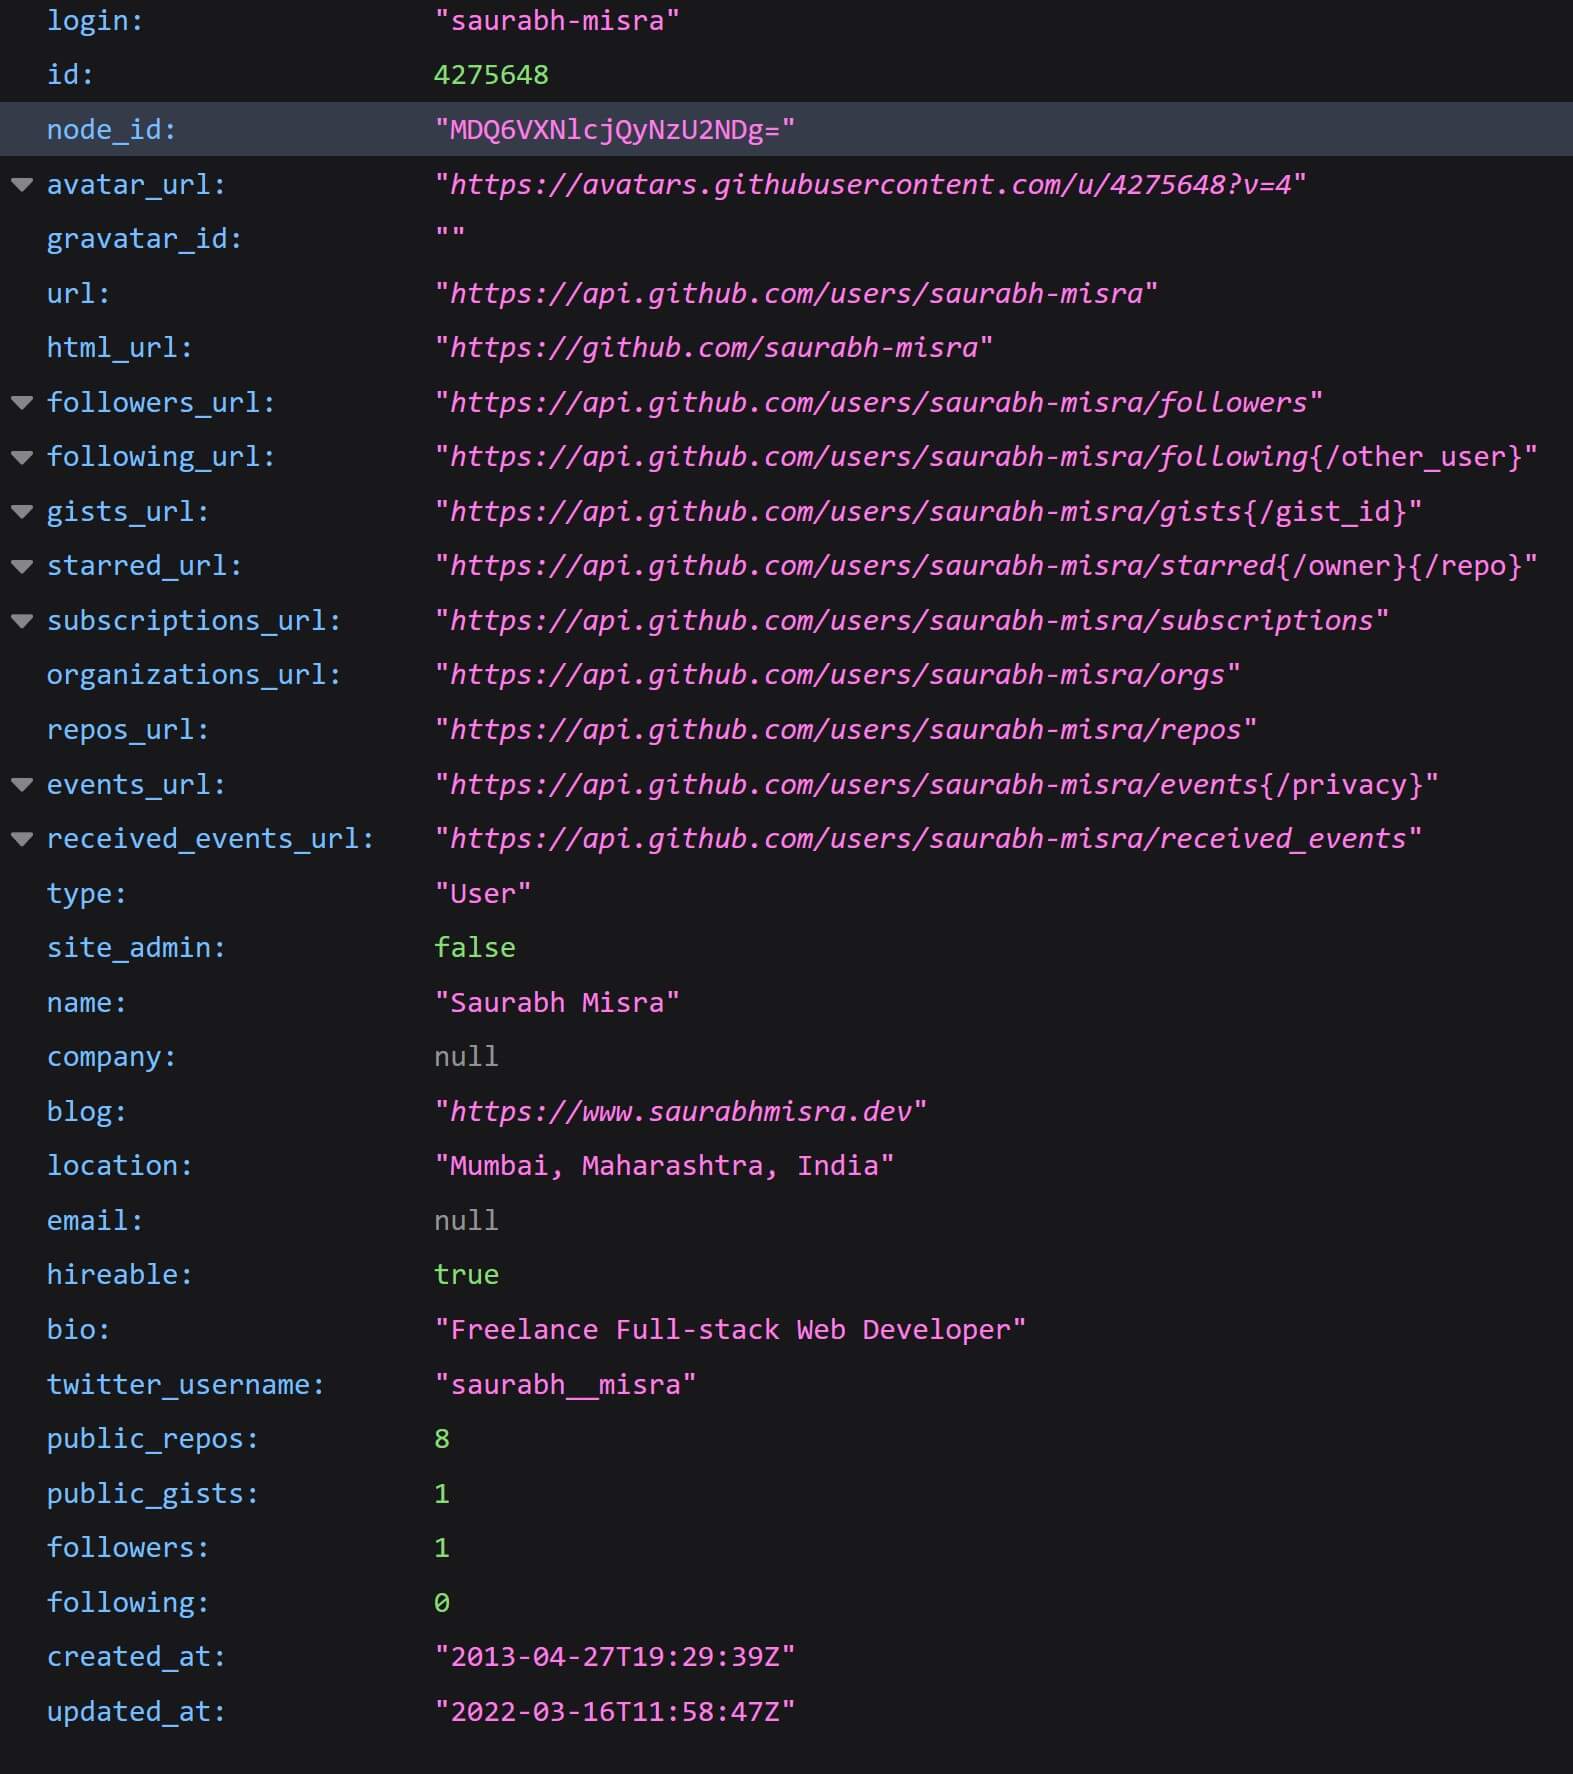 login: "saurabh-misra"
id: 4275648
node_id: "MDQ6VXNlcjQyNzU2NDg="
avatar_url: "https://avatars.githubusercontent.com/u/4275648?v=4"
gravatar_id: ""
url: "https://api.github.com/users/saurabh-misra"
html_url: "https://github.com/saurabh-misra"
followers_url: "https://api.github.com/users/saurabh-misra/followers"
following_url: "https://api.github.com/users/saurabh-misra/following{/other_user}"
gists_url: "https://api.github.com/users/saurabh-misra/gists{/gist_id}"
starred_url: "https://api.github.com/users/saurabh-misra/starred{/owner}{/repo}"
subscriptions_url: "https://api.github.com/users/saurabh-misra/subscriptions"
organizations_url: "https://api.github.com/users/saurabh-misra/orgs"
repos_url: "https://api.github.com/users/saurabh-misra/repos"
events_url: "https://api.github.com/users/saurabh-misra/events{/privacy}"
received_events_url: "https://api.github.com/users/saurabh-misra/received_events"
type: "User"
site_admin: false
name: "Saurabh Misra"
company: null
blog: "https://www.saurabhmisra.dev"
location: "Mumbai, Maharashtra, India"
email: null
hireable: true
bio: "Freelance Full-stack Web Developer"
twitter_username: "saurabh__misra"
public_repos: 8
public_gists: 1
followers: 1
following: 0
created_at: "2013-04-27T19:29:39Z"
updated_at: "2022-03-16T11:58:47Z"